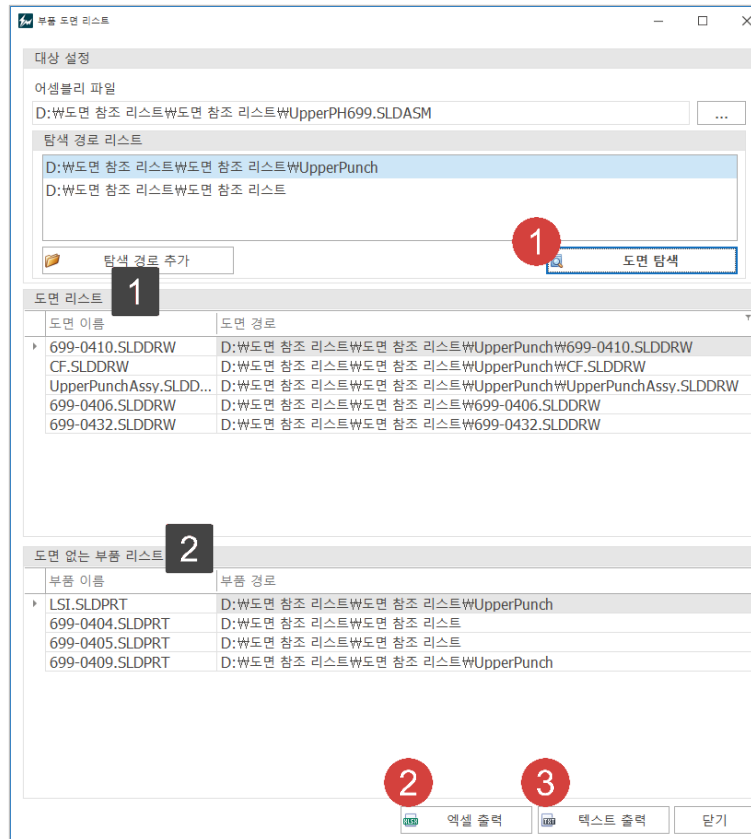 부품 도면 리스트
대상 설정
어셈블리 파일
D:₩도면 참조 리스트₩도면 참조 리스트₩UpperPH699.SLDASM ...
탐색 경로 리스트
D:₩도면 참조 리스트₩도면 참조 리스트₩UpperPunch
D:₩도면 참조 리스트₩도면 참조 리스트
탐색 경로 추가 1 도면 탐색
도면 리스트 1
도면 이름 도면 경로
699-0410.SLDDRW D:₩도면 참조 리스트₩도면 참조 리스트₩UpperPunch₩699-0410.SLDDRW
CF.SLDDRW D:₩도면 참조 리스트₩도면 참조 리스트₩UpperPunch₩CF.SLDDRW
UpperPunchAssy.SLDD... D:₩도면 참조 리스트₩도면 참조 리스트₩UpperPunch₩UpperPunchAssy.SLDDRW
699-0406.SLDDRW D:₩도면 참조 리스트₩도면 참조 리스트₩699-0406.SLDDRW
699-0432.SLDDRW D:₩도면 참조 리스트₩도면 참조 리스트₩699-0432.SLDDRW
도면 없는 부품 리스트 2
부품 이름 부품 경로
LSI.SLDPRT D:₩도면 참조 리스트₩도면 참조 리스트₩UpperPunch
699-0404.SLDPRT D:₩도면 참조 리스트₩도면 참조 리스트
699-0405.SLDPRT D:₩도면 참조 리스트₩도면 참조 리스트
699-0409.SLDPRT D:₩도면 참조 리스트₩도면 참조 리스트₩UpperPunch
2 3
XLSX 엑셀 출력 TEXT 텍스트 출력 닫기